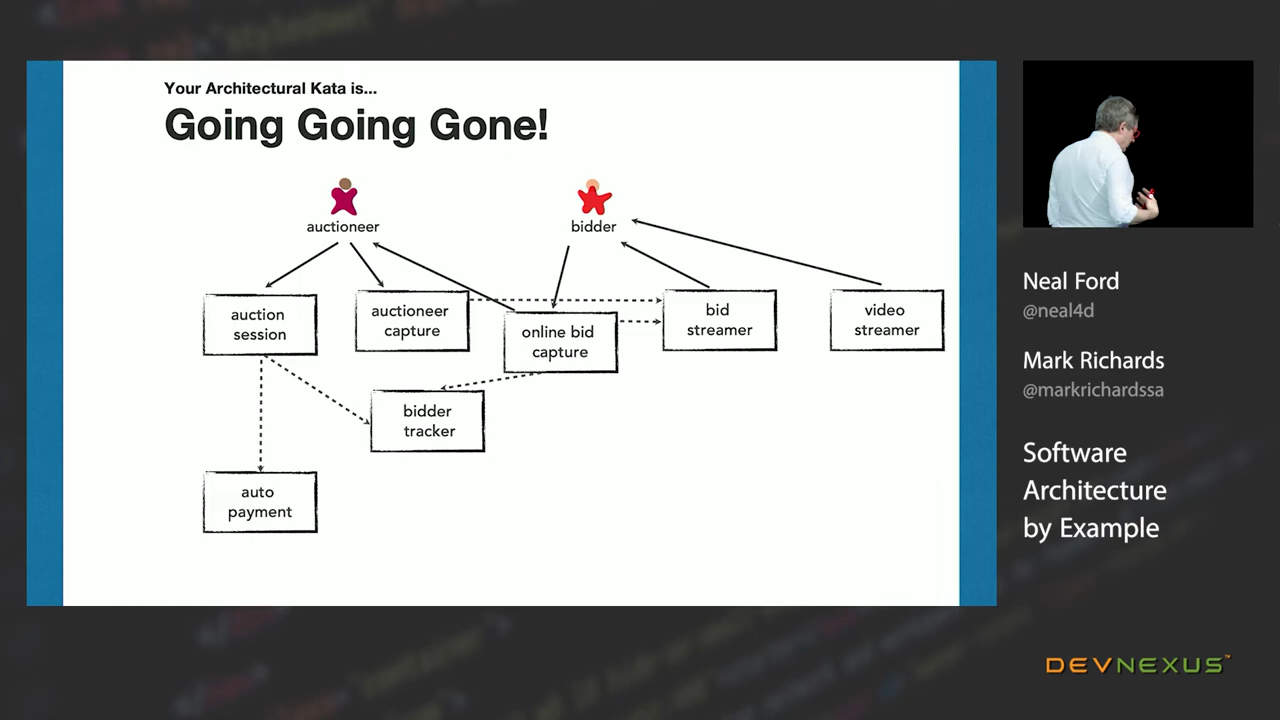 Your Architectural Kata is...
Going Going Gone!
auctioneer
bidder
auction
session
auctioneer
capture
online bid
capture
bid
streamer
video
streamer
bidder
tracker
auto
payment
Neal Ford
@neal4d
Mark Richards
@markrichardssa
Software
Architecture
by Example
DEVNEXUS™